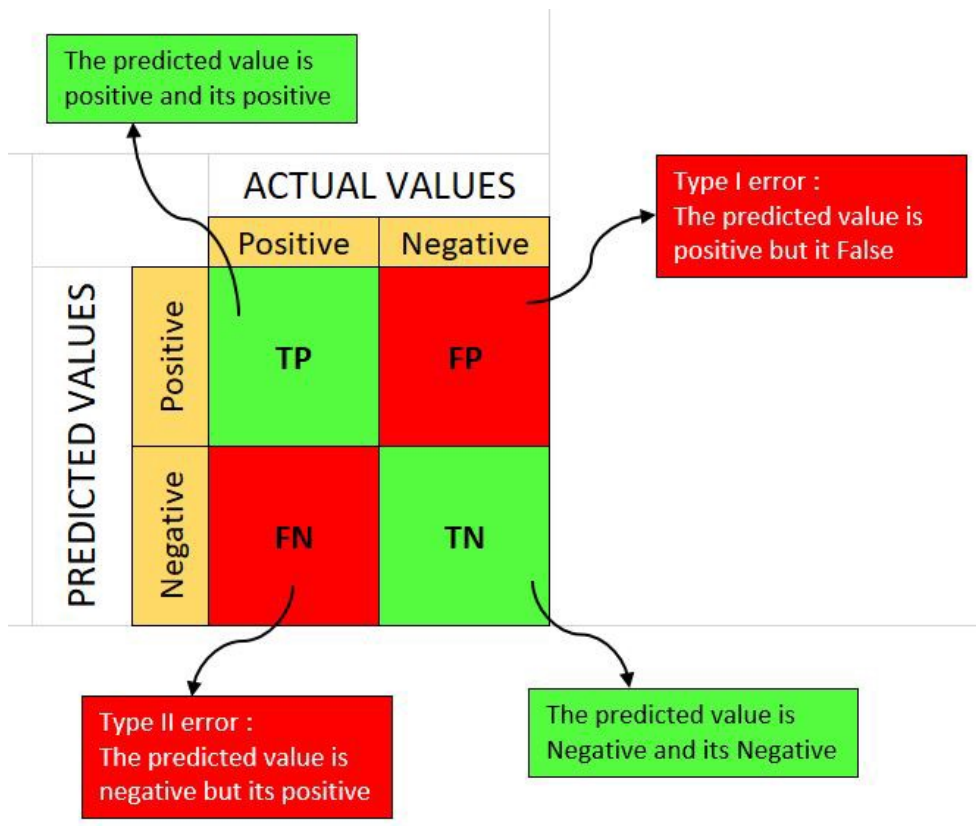 The predicted value is
positive and its positive
ACTUAL VALUES
Positive Negative
Type I error :
The predicted value is
positive but it False
PREDICTED VALUES
Positive
TP FP
Negative
FN TN
Type II error :
The predicted value is
negative but its positive
The predicted value is
Negative and its Negative